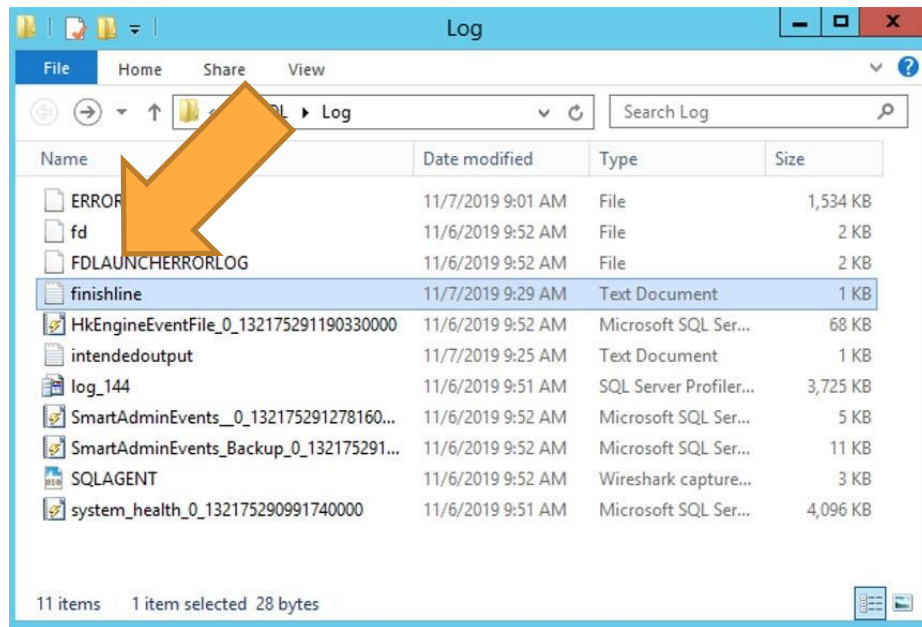 Log
File Home Share View
Log Search Log
Name Date modified Type Size
ERROR 11/7/2019 9:01 AM File 1,534 KB
fd 11/6/2019 9:52 AM File 2 KB
FDLAUNCHERRORLOG 11/6/2019 9:52 AM File 2 KB
finishline 11/7/2019 9:29 AM Text Document 1 KB
HkEngineEventFile_0_132175291190330000 11/6/2019 9:52 AM Microsoft SQL Ser... 68 KB
intendedoutput 11/7/2019 9:25 AM Text Document 1 KB
log_144 11/6/2019 9:51 AM SQL Server Profiler... 3,725 KB
SmartAdminEvents__0_132175291278160... 11/6/2019 9:52 AM Microsoft SQL Ser... 5 KB
SmartAdminEvents_Backup_0_132175291... 11/6/2019 9:52 AM Microsoft SQL Ser... 11 KB
SQLAGENT 11/6/2019 9:52 AM Wireshark capture... 3 KB
system_health_0_132175290991740000 11/6/2019 9:51 AM Microsoft SQL Ser... 4,096 KB
11 items 1 item selected 28 bytes